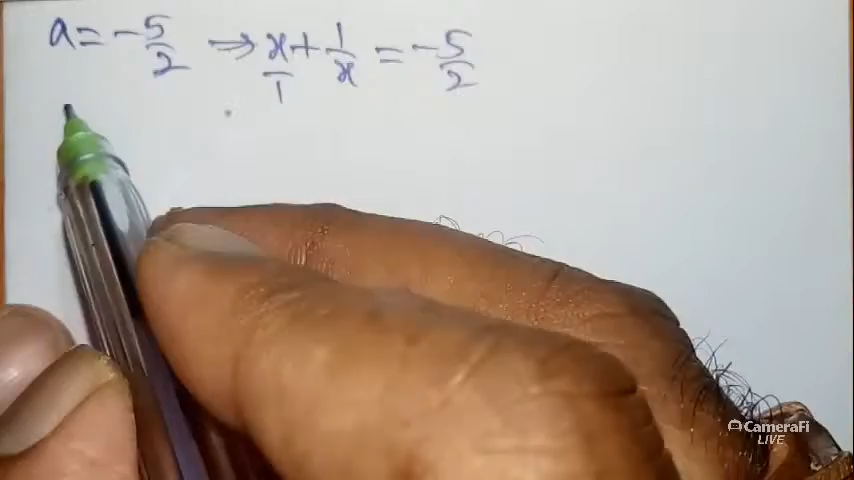 a = -5/2 ⇒ x/1 + 1/x = -5/2
CameraFi
LIVE